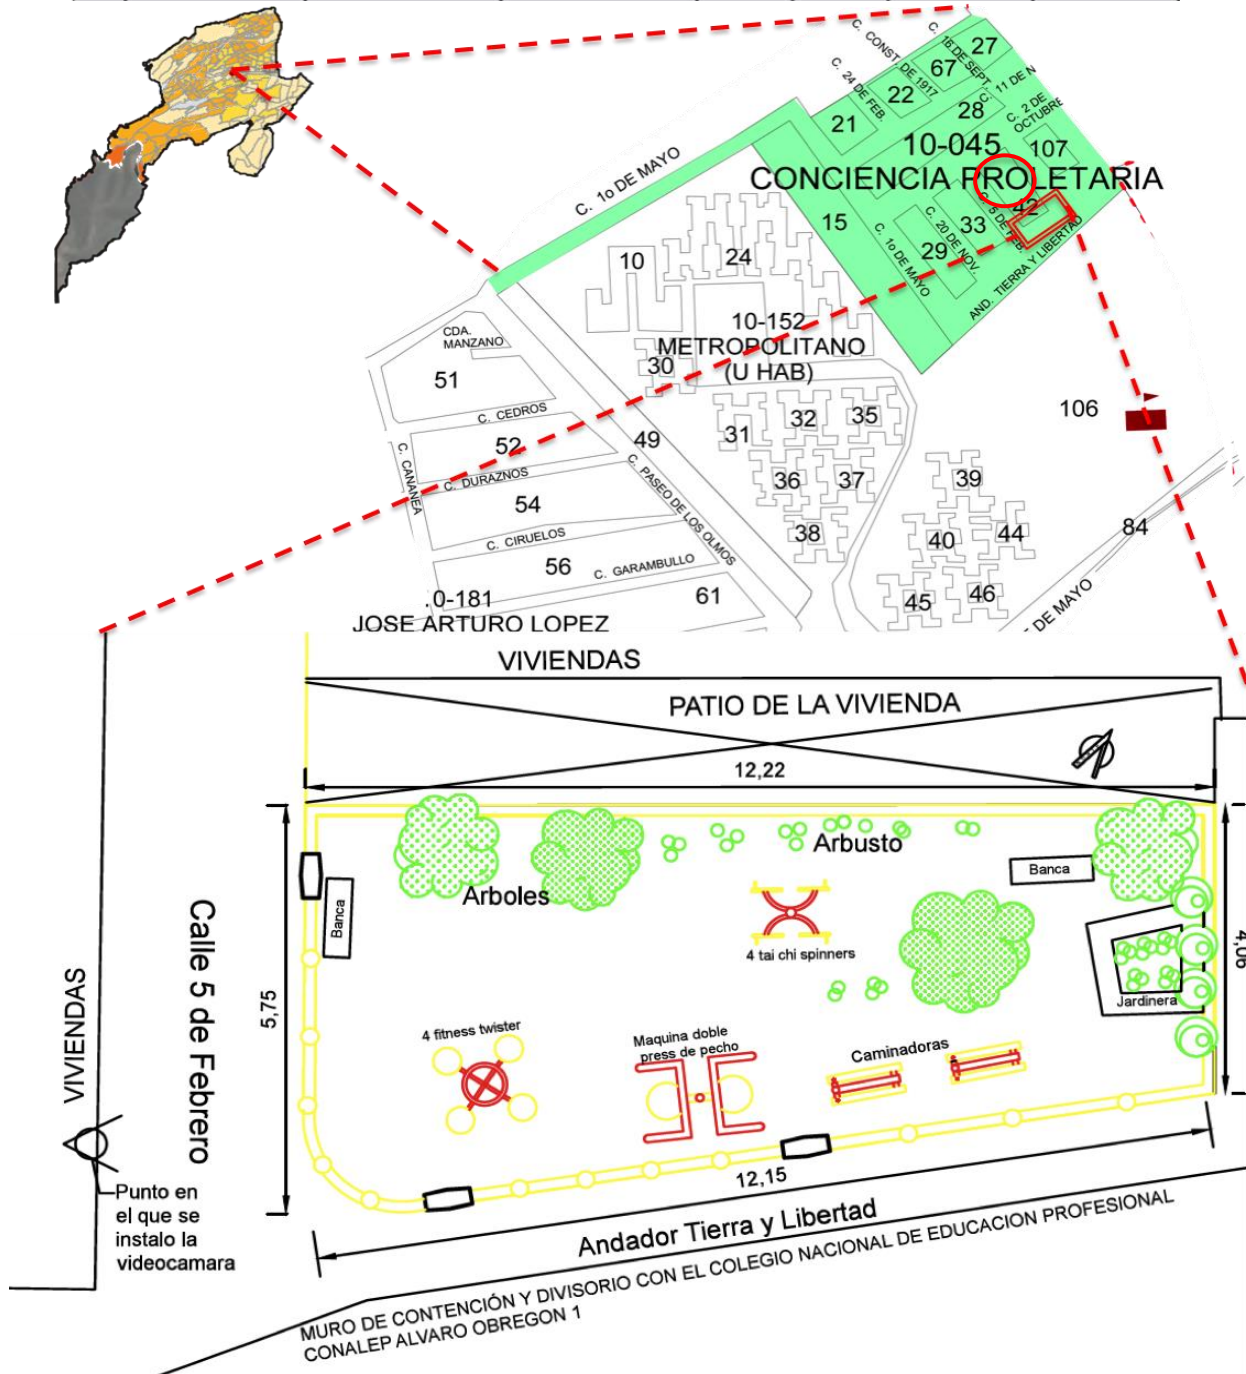 C. 16 DE SEPT.
27
C. CONST. DE 1917
67
C. 24 DE FEB.
22
C. 11 DE N
28
C. 2 DE
OCTUBRE
21
10-045
107
CONCIENCIA PROLETARIA
C. 1o DE MAYO
15
42
C. 5 DE FEB.
33
C. 20 DE NOV.
29
C. 1o DE MAYO
AND. TIERRA Y LIBERTAD
10
24
10-152
METROPOLITANO
(U HAB)
CDA.
MANZANO
30
51
106
C. CEDROS
32
35
31
49
52
C. CANANEA
C. DURAZNOS
C. PASEO DE LOS OLMOS
36
37
39
54
38
40
44
84
C. CIRUELOS
56
C. GARAMBULLO
61
45
46
.0-181
JOSE ARTURO LOPEZ
DE MAYO
VIVIENDAS
PATIO DE LA VIVIENDA
12,22
Arbusto
Arboles
Banca
Banca
4 tai chi spinners
4,06
Jardinera
Calle 5 de Febrero
VIVIENDAS
5,75
4 fitness twister
Maquina doble
press de pecho
Caminadoras
12,15
Punto en
el que se
instalo la
videocamara
Andador Tierra y Libertad
MURO DE CONTENCIÓN Y DIVISORIO CON EL COLEGIO NACIONAL DE EDUCACION PROFESIONAL
CONALEP ALVARO OBREGON 1